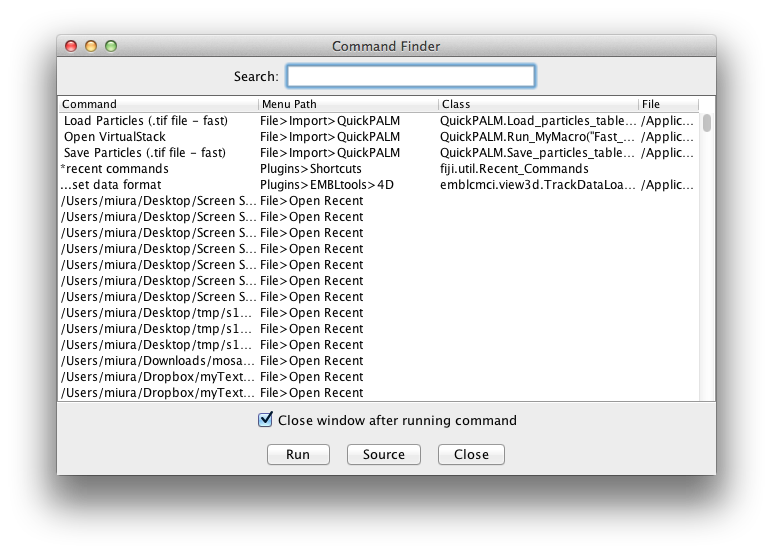 Command Finder
Search:
Command Menu Path Class File
Load Particles (.tif file - fast) File>Import>QuickPALM QuickPALM.Load_particles_table... /Applic...
Open VirtualStack File>Import>QuickPALM QuickPALM.Run_MyMacro("Fast_... /Applic...
Save Particles (.tif file - fast) File>Import>QuickPALM QuickPALM.Save_particles_table... /Applic...
*recent commands Plugins>Shortcuts fiji.util.Recent_Commands
...set data format Plugins>EMBLtools>4D emblcmci.view3d.TrackDataLoa... /Applic...
/Users/miura/Desktop/Screen S... File>Open Recent
/Users/miura/Desktop/Screen S... File>Open Recent
/Users/miura/Desktop/Screen S... File>Open Recent
/Users/miura/Desktop/Screen S... File>Open Recent
/Users/miura/Desktop/Screen S... File>Open Recent
/Users/miura/Desktop/Screen S... File>Open Recent
/Users/miura/Desktop/Screen S... File>Open Recent
/Users/miura/Desktop/tmp/s1... File>Open Recent
/Users/miura/Desktop/tmp/s1... File>Open Recent
/Users/miura/Desktop/tmp/s1... File>Open Recent
/Users/miura/Downloads/mosa... File>Open Recent
/Users/miura/Dropbox/myText... File>Open Recent
/Users/miura/Dropbox/myText... File>Open Recent
Close window after running command
Run Source Close